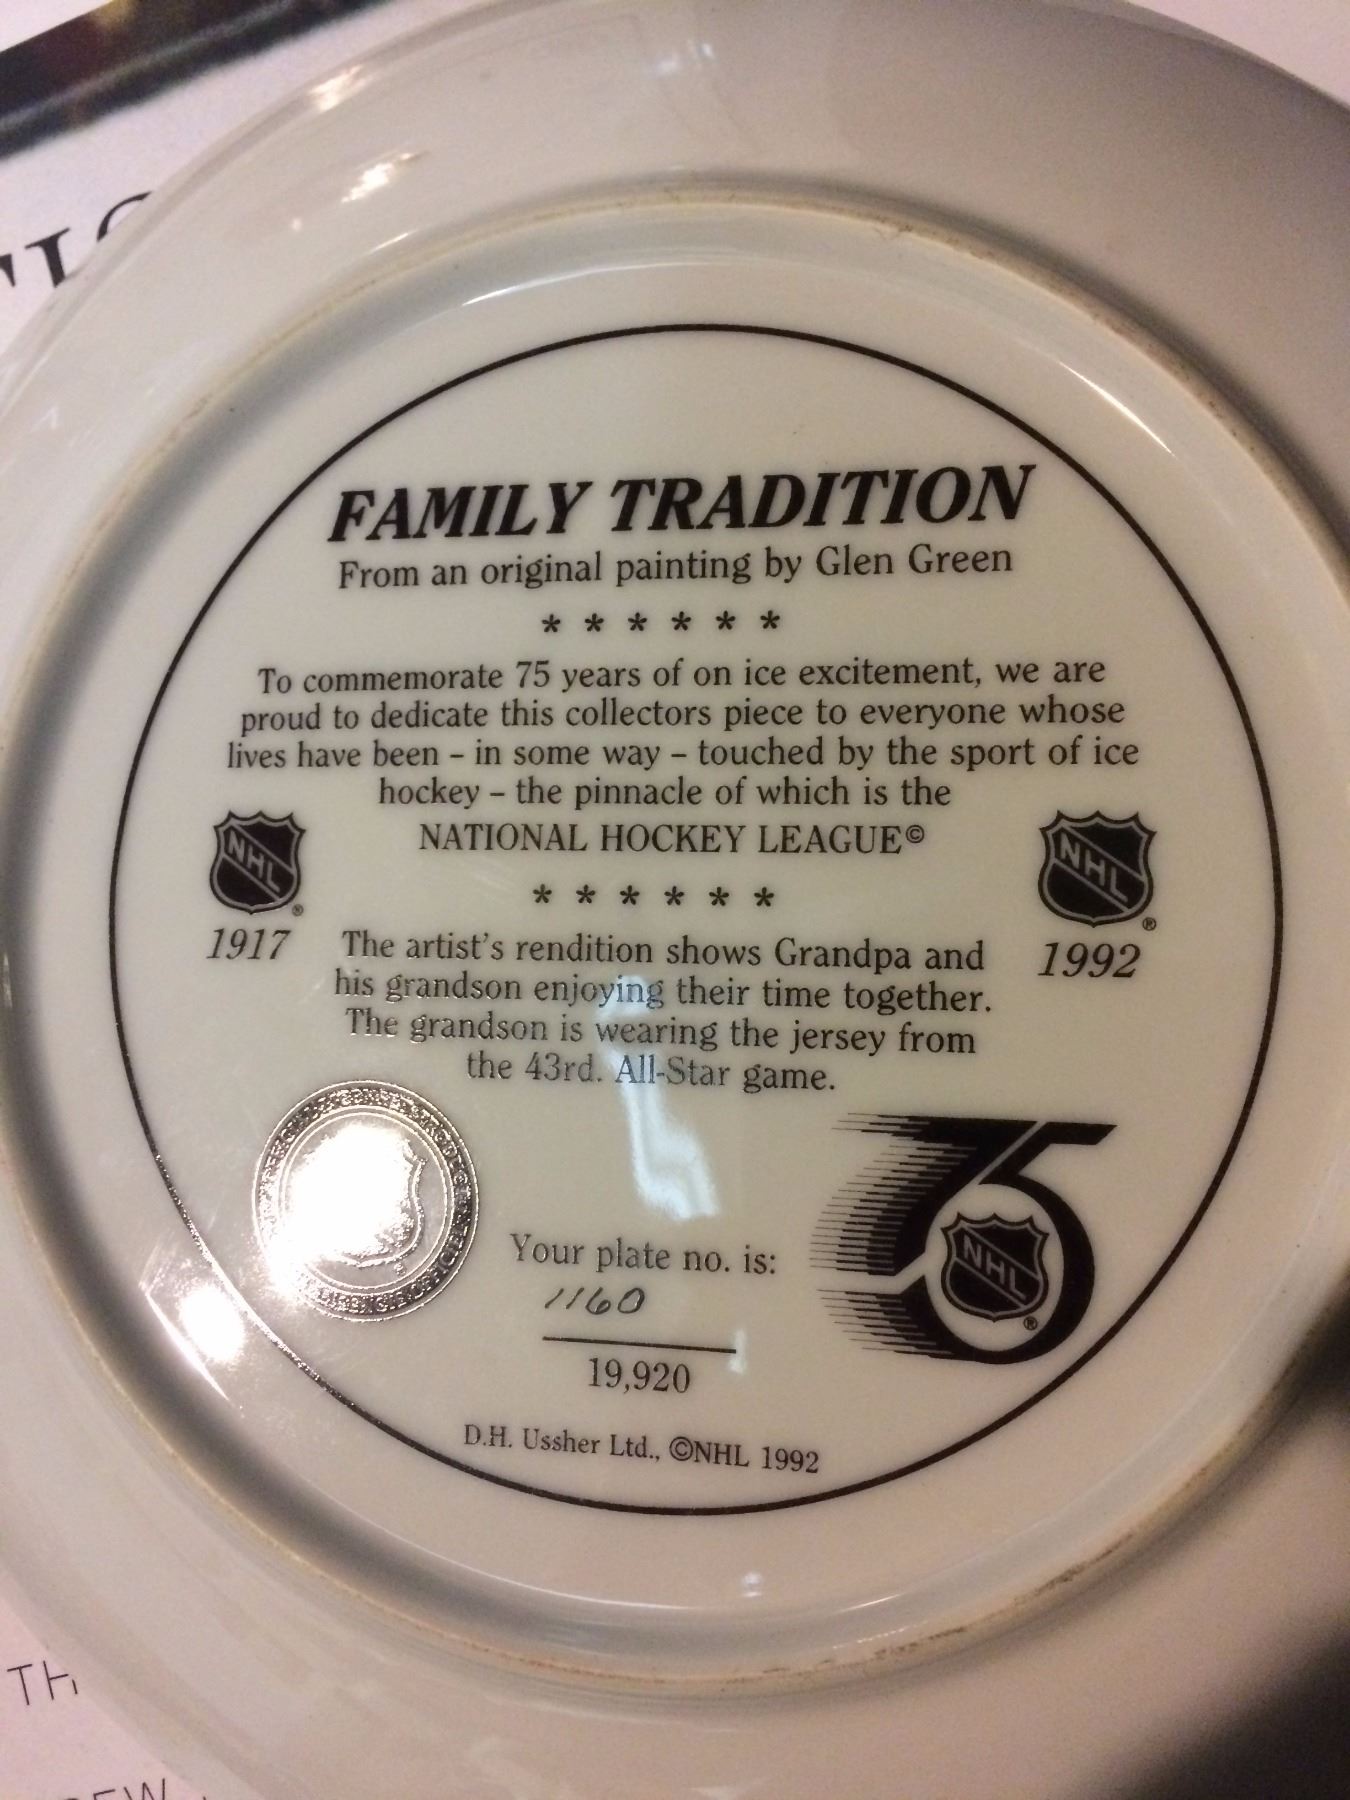 FAMILY TRADITION
From an original painting by Glen Green
* * * * * *
To commemorate 75 years of on ice excitement, we are
proud to dedicate this collectors piece to everyone whose
lives have been – in some way – touched by the sport of ice
hockey – the pinnacle of which is the
NATIONAL HOCKEY LEAGUE©
* * * * * *
NHL ®
1917
NHL ®
1992
The artist's rendition shows Grandpa and
his grandson enjoying their time together.
The grandson is wearing the jersey from
the 43rd. All-Star game.
75
NHL ®
Your plate no. is:
1160
19,920
D.H. Ussher Ltd., ©NHL 1992
TH